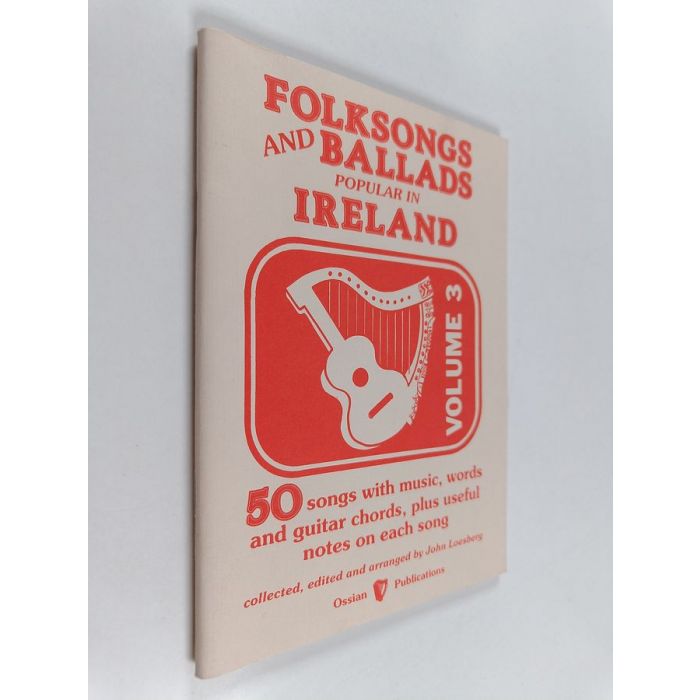 FOLKSONGS
AND BALLADS
POPULAR IN
IRELAND
VOLUME 3
50 songs with music, words
and guitar chords, plus useful
notes on each song
collected, edited and arranged by John Loesberg
Ossian Publications